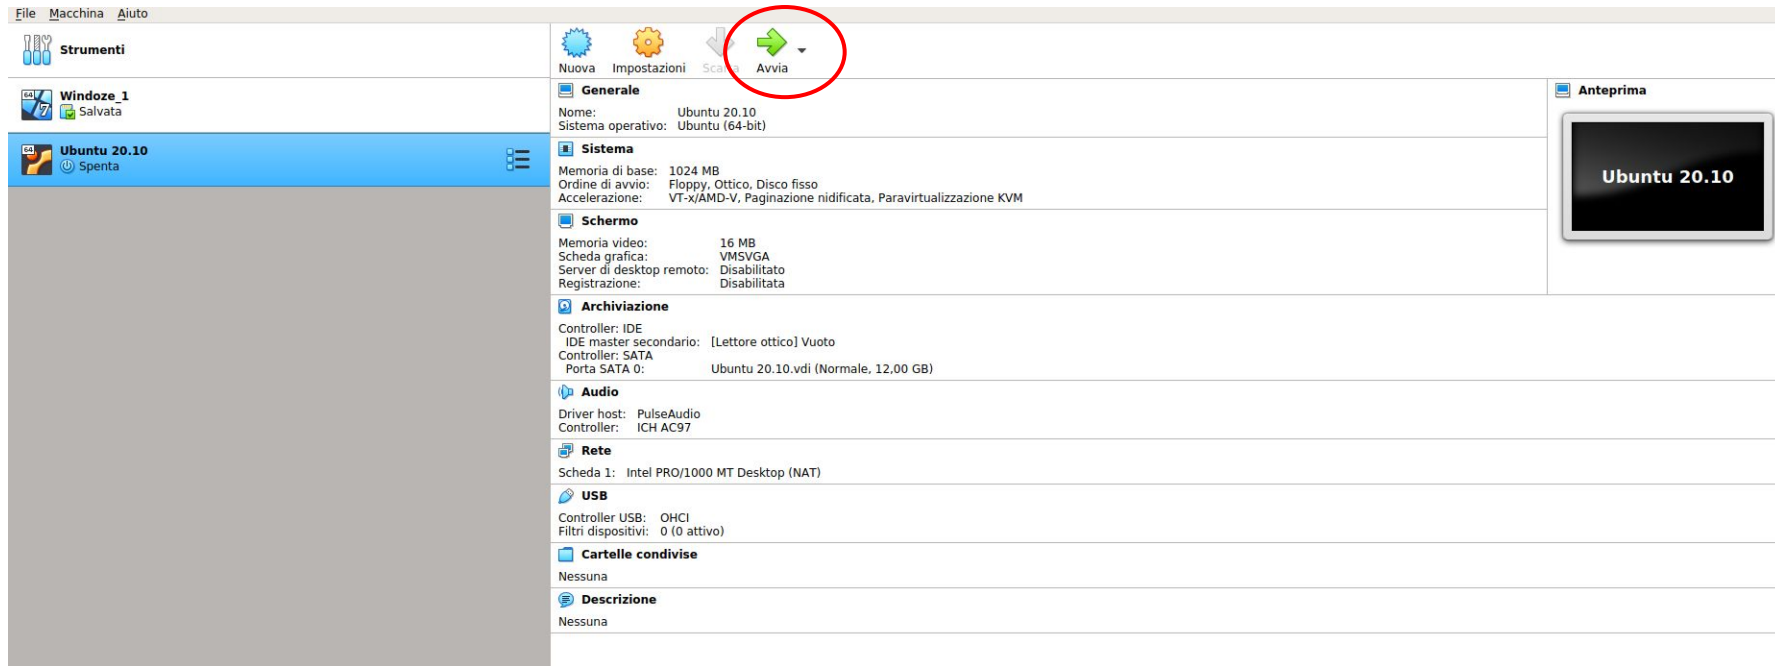 File Macchina Aiuto
Strumenti
Nuova Impostazioni Scarta Avvia
64 7 Windoze_1
Salvata
64 Ubuntu 20.10
Spenta
Generale
Nome: Ubuntu 20.10
Sistema operativo: Ubuntu (64-bit)
Sistema
Memoria di base: 1024 MB
Ordine di avvio: Floppy, Ottico, Disco fisso
Accelerazione: VT-x/AMD-V, Paginazione nidificata, Paravirtualizzazione KVM
Schermo
Memoria video: 16 MB
Scheda grafica: VMSVGA
Server di desktop remoto: Disabilitato
Registrazione: Disabilitata
Archiviazione
Controller: IDE
IDE master secondario: [Lettore ottico] Vuoto
Controller: SATA
Porta SATA 0: Ubuntu 20.10.vdi (Normale, 12,00 GB)
Audio
Driver host: PulseAudio
Controller: ICH AC97
Rete
Scheda 1: Intel PRO/1000 MT Desktop (NAT)
USB
Controller USB: OHCI
Filtri dispositivi: 0 (0 attivo)
Cartelle condivise
Nessuna
Descrizione
Nessuna
Anteprima
Ubuntu 20.10